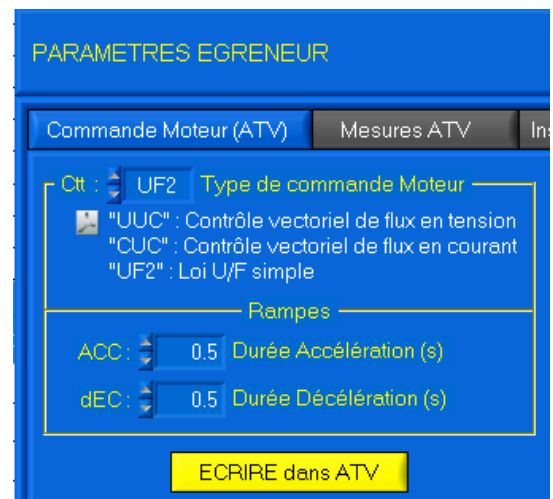 PARAMETRES EGRENEUR
Commande Moteur (ATV) Mesures ATV In
Ctt : UF2 Type de commande Moteur
"UUC" : Contrôle vectoriel de flux en tension
"CUC" : Contrôle vectoriel de flux en courant
"UF2" : Loi U/F simple
Rampes
ACC : 0.5 Durée Accélération (s)
dEC : 0.5 Durée Décélération (s)
ECRIRE dans ATV